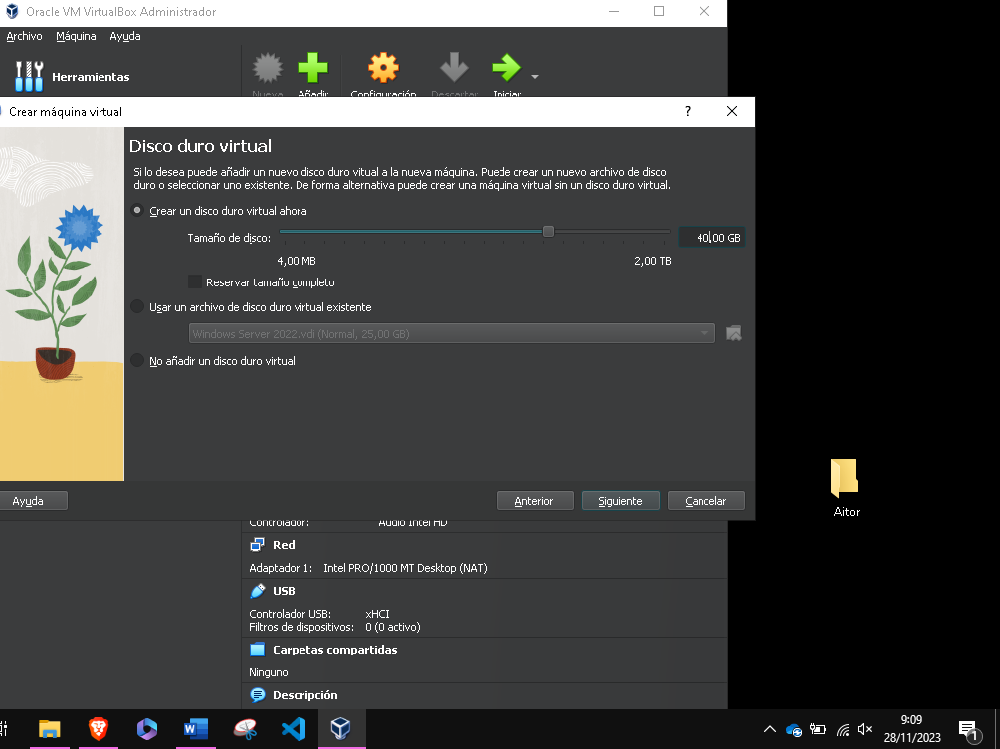 Oracle VM VirtualBox Administrador
Archivo Máquina Ayuda
Herramientas
Nueva Añadir Configuración Descartar Iniciar
Crear máquina virtual ?
Disco duro virtual
Si lo desea puede añadir un nuevo disco duro vitual a la nueva máquina. Puede crear un nuevo archivo de disco
duro o seleccionar uno existente. De forma alternativa puede crear una máquina virtual sin un disco duro virtual.
Crear un disco duro virtual ahora
Tamaño de disco: 40,00 GB
4,00 MB 2,00 TB
Reservar tamaño completo
Usar un archivo de disco duro virtual existente
Windows Server 2022.vdi (Normal, 25,00 GB)
No añadir un disco duro virtual
Ayuda Anterior Siguiente Cancelar
Aitor
Controlador: Audio Intel HD
Red
Adaptador 1: Intel PRO/1000 MT Desktop (NAT)
USB
Controlador USB: xHCI
Filtros de dispositivos: 0 (0 activo)
Carpetas compartidas
Ninguno
Descripción
9:09
28/11/2023
1